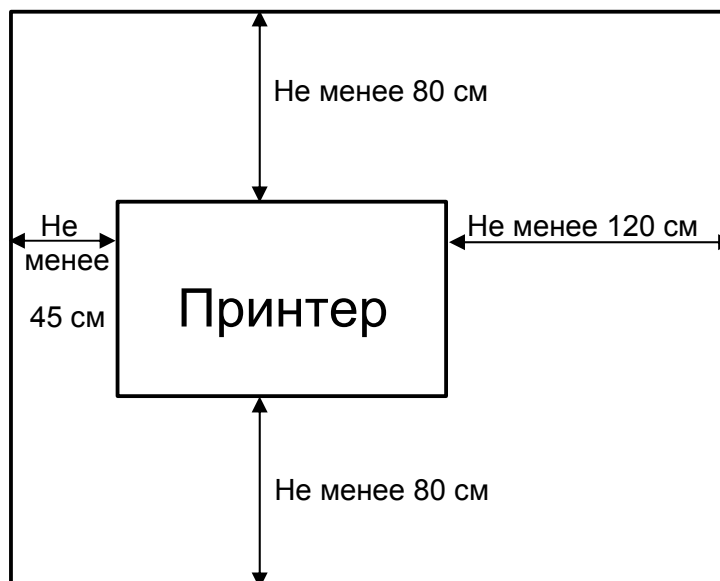 Не менее 80 см
Не
менее
45 см
Не менее 120 см
Принтер
Не менее 80 см